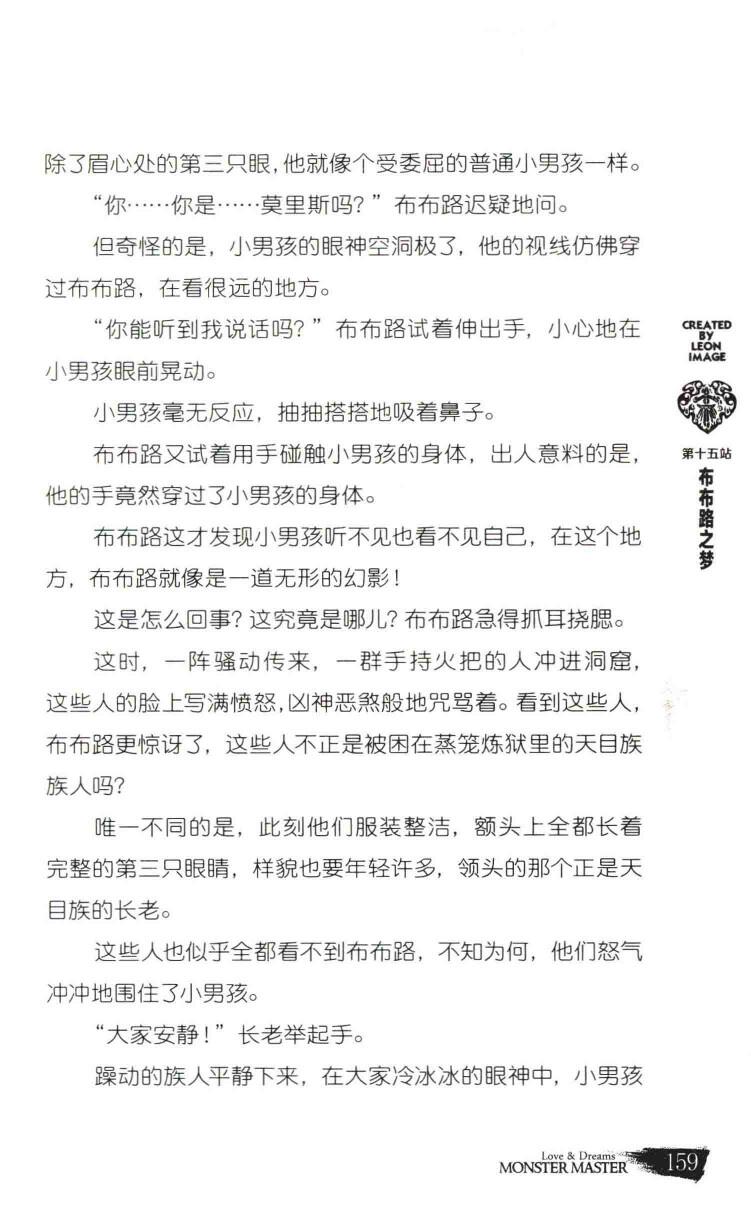 除了眉心处的第三只眼,他就像个受委屈的普通小男孩一样。
“你……你是……莫里斯吗？”布布路迟疑地问。
但奇怪的是，小男孩的眼神空洞极了，他的视线仿佛穿
过布布路，在看很远的地方。
“你能听到我说话吗？”布布路试着伸出手，小心地在
小男孩眼前晃动。
小男孩毫无反应，抽抽搭搭地吸着鼻子。
布布路又试着用手碰触小男孩的身体，出人意料的是，
他的手竟然穿过了小男孩的身体。
布布路这才发现小男孩听不见也看不见自己，在这个地
方，布布路就像是一道无形的幻影！
这是怎么回事？这究竟是哪儿？布布路急得抓耳挠腮。
这时，一阵骚动传来，一群手持火把的人冲进洞窟，
这些人的脸上写满愤怒,凶神恶煞般地咒骂着。看到这些人，
布布路更惊讶了，这些人不正是被困在蒸笼炼狱里的天目族
族人吗？
唯一不同的是，此刻他们服装整洁，额头上全都长着
完整的第三只眼睛，样貌也要年轻许多，领头的那个正是天
目族的长老。
这些人也似乎全都看不到布布路，不知为何，他们怒气
冲冲地围住了小男孩。
“大家安静！”长老举起手。
躁动的族人平静下来，在大家冷冰冰的眼神中，小男孩
CREATED
BY
LEON
IMAGE
第十五站
布布路之梦
Love & Dreams
MONSTER MASTER
159